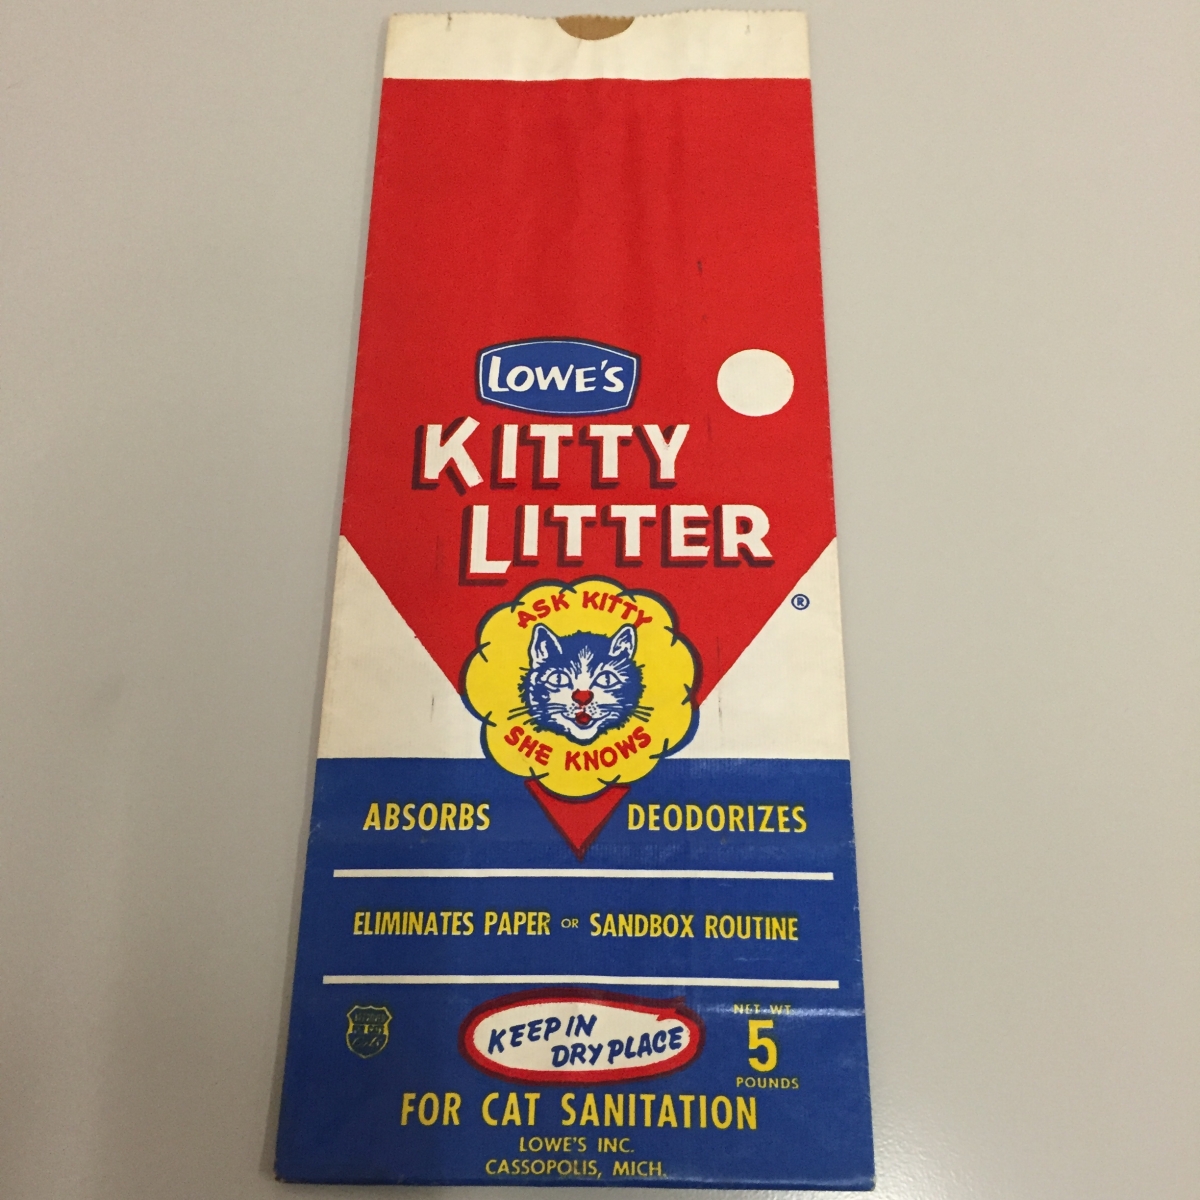 LOWE'S
KITTY
LITTER
®
ASK KITTY
SHE KNOWS
ABSORBS DEODORIZES
ELIMINATES PAPER OR SANDBOX ROUTINE
KEEP IN
DRY PLACE
NET. WT.
5
POUNDS
FOR CAT SANITATION
LOWE'S INC.
CASSOPOLIS, MICH.